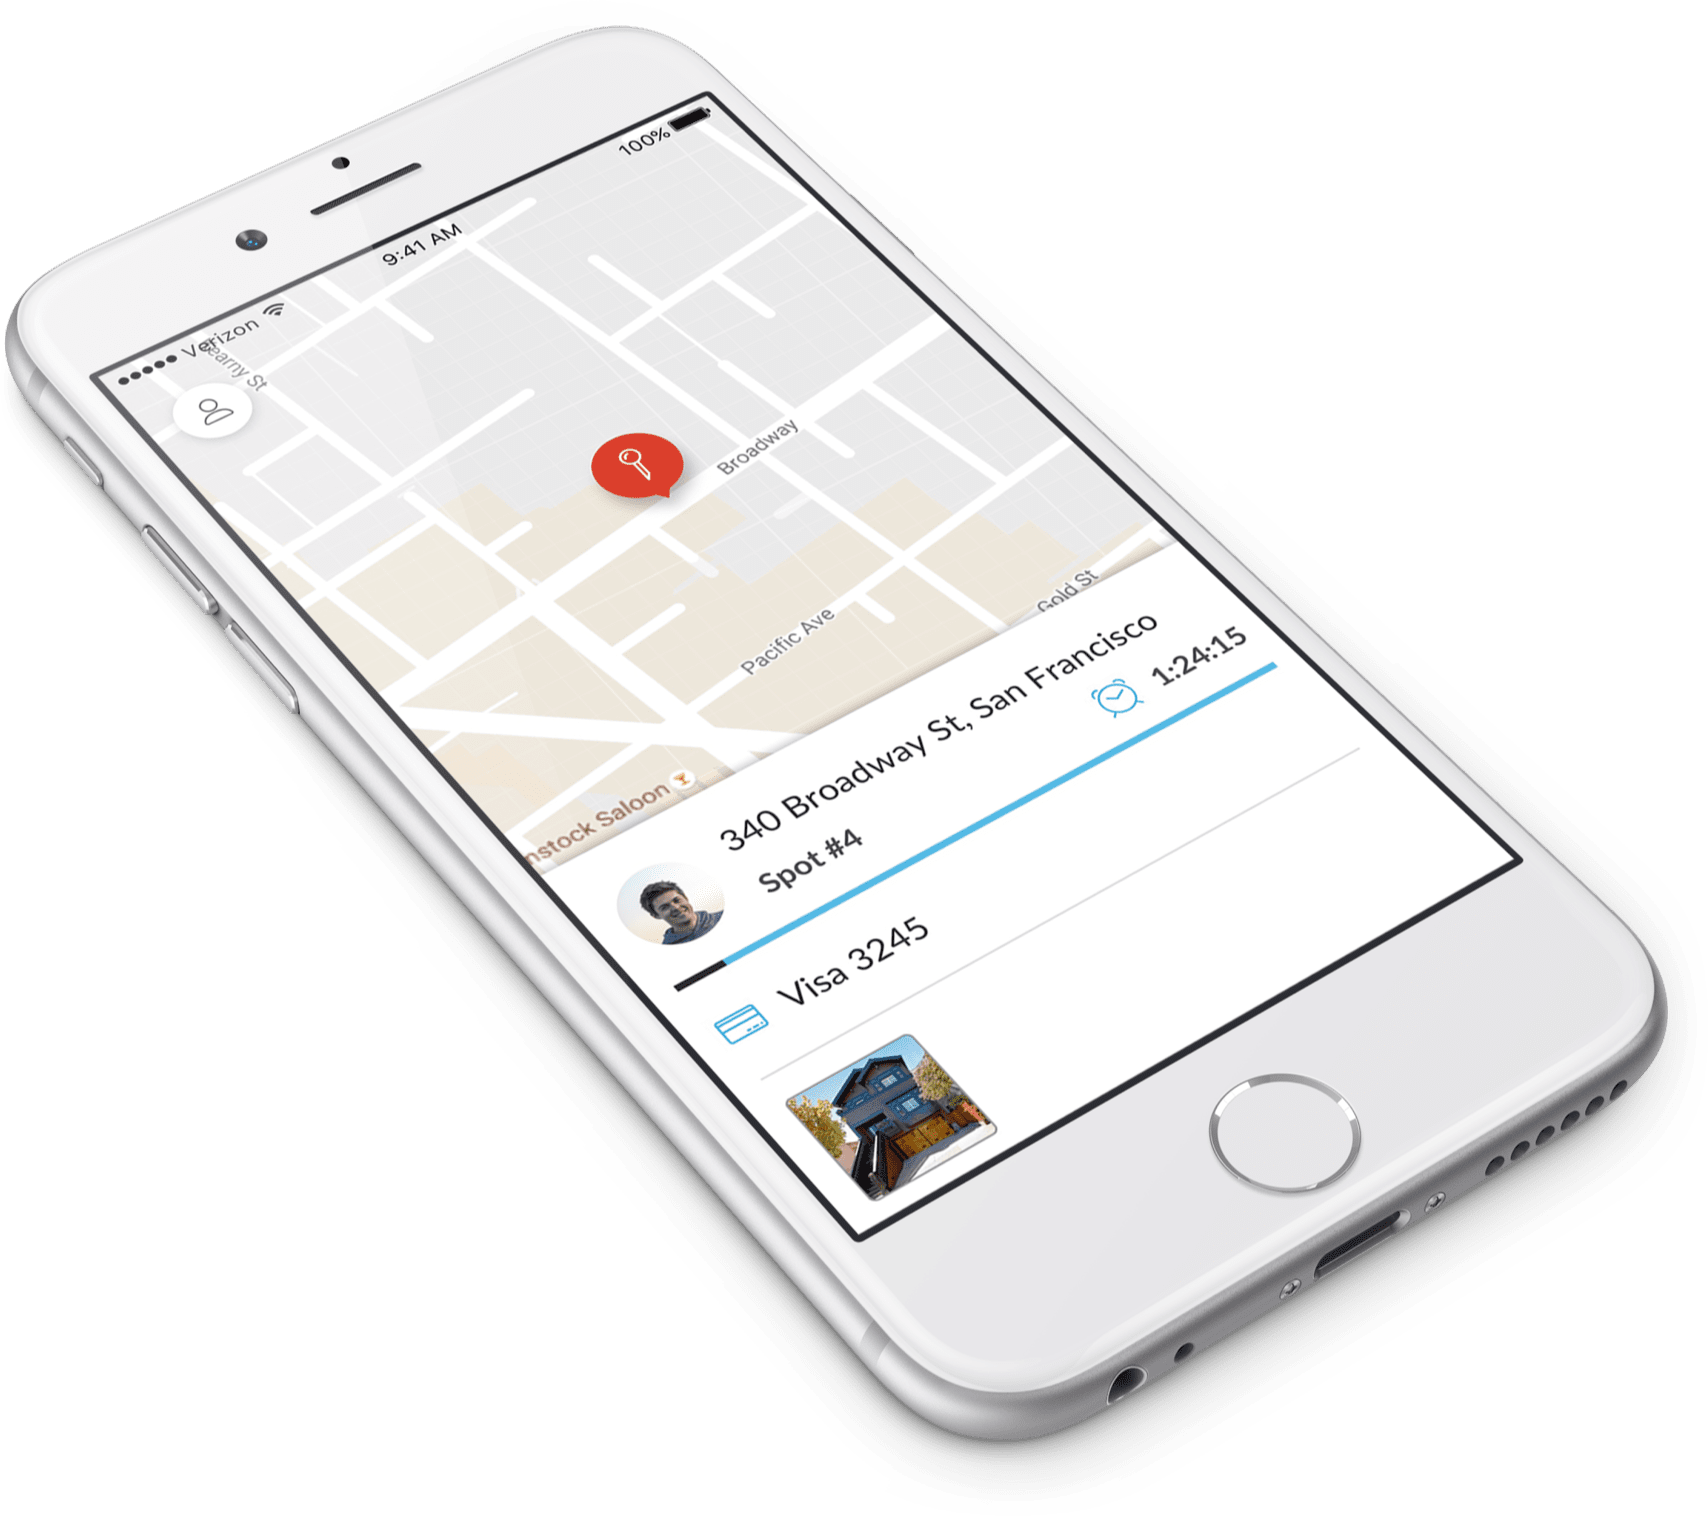 Verizon
9:41 AM
100%
earny St
Broadway
Pacific Ave
Gold St
nstock Saloon
340 Broadway St, San Francisco
Spot #4
1:24:15
Visa 3245